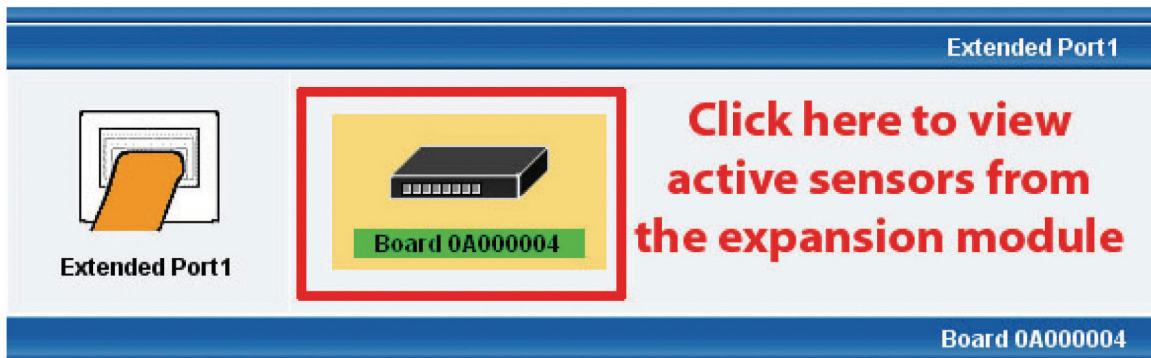 Extended Port1
Click here to view
active sensors from
the expansion module
Board 0A000004
Extended Port1
Board 0A000004